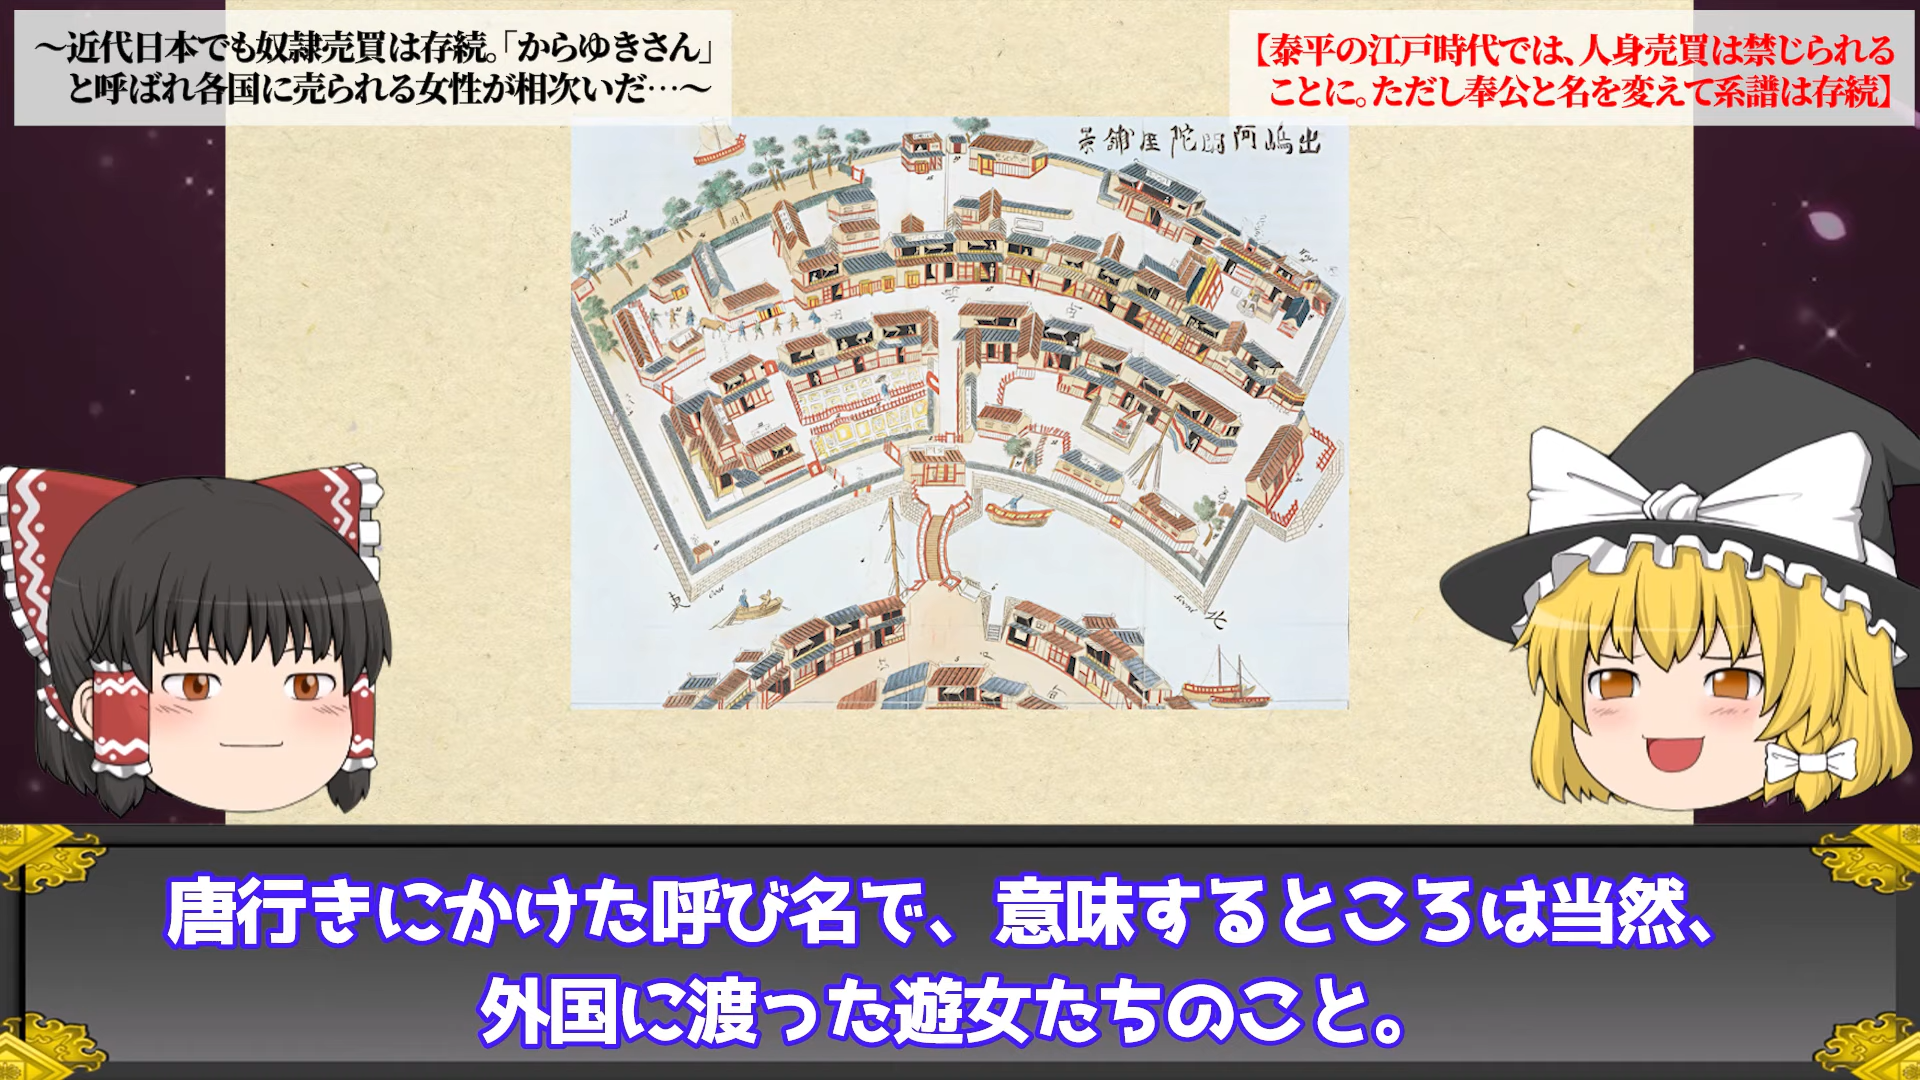 ～近代日本でも奴隷売買は存続。「からゆきさん」
と呼ばれ各国に売られる女性が相次いだ…～
【泰平の江戸時代では、人身売買は禁じられる
ことに。ただし奉公と名を変えて系譜は存続】
出嶋阿蘭陀屋舗景
東
北
唐行きにかけた呼び名で、意味するところは当然、
外国に渡った遊女たちのこと。